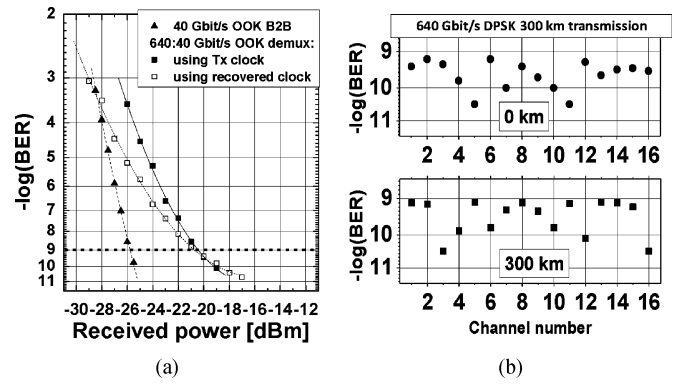 (a)
2
3
4
5
6
7
8
9
10
11
-log(BER)
40 Gbit/s OOK B2B
640:40 Gbit/s OOK demux:
using Tx clock
using recovered clock
-30 -28 -26 -24 -22 -20 -18 -16 -14 -12
Received power [dBm]
(a)
(b)
640 Gbit/s DPSK 300 km transmission
9
10
11
-log(BER)
0 km
2 4 6 8 10 12 14 16
9
10
11
-log(BER)
300 km
2 4 6 8 10 12 14 16
Channel number
(b)